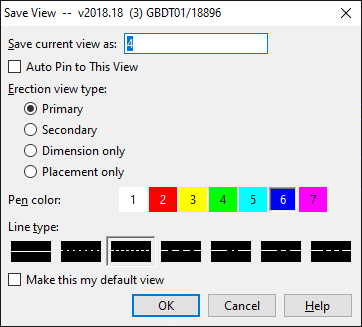 Save View -- v2018.18 (3) GBDT01/18896
Save current view as: 4
Auto Pin to This View
Erection view type:
Primary
Secondary
Dimension only
Placement only
Pen color: 1 2 3 4 5 6 7
Line type:
Make this my default view
OK Cancel Help